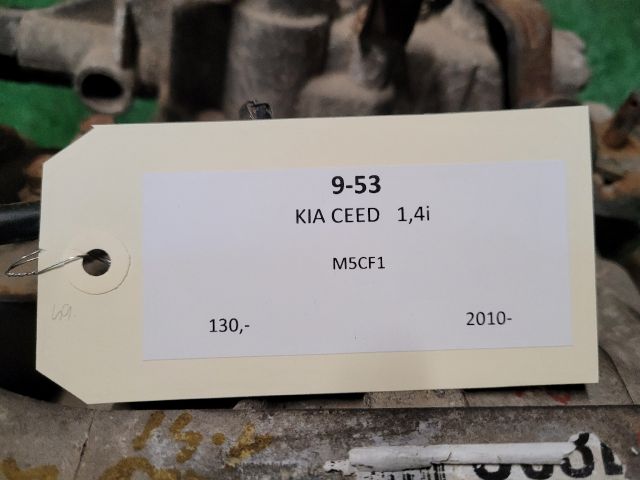 9-53
KIA CEED 1,4i
M5CF1
130,- 2010-